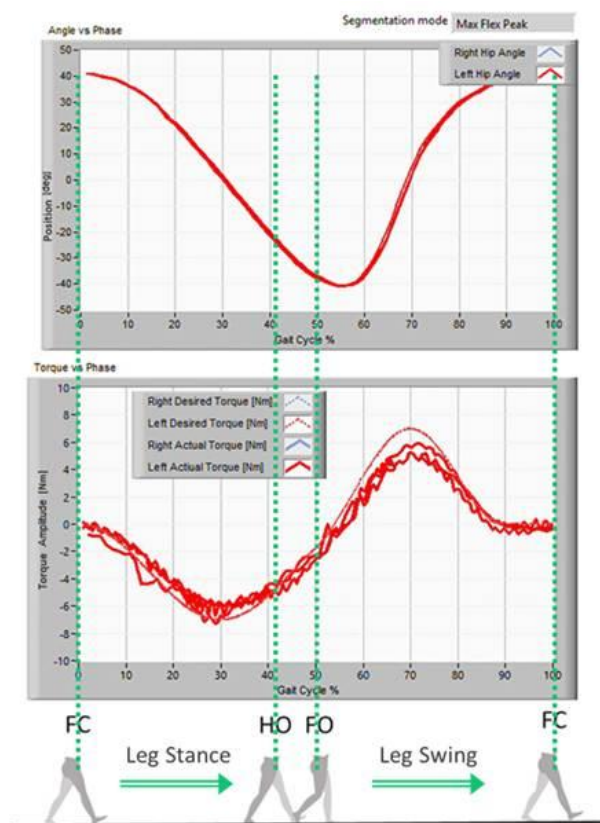 Segmentation mode Max Flex Peak
Angle vs Phase
Right Hip Angle
Left Hip Angle
Position [deg]
50
40
30
20
10
0
-10
-20
-30
-40
-50
0 10 20 30 40 50 60 70 80 90 100
Gait Cycle %
Torque vs Phase
Right Desired Torque [Nm]
Left Desired Torque [Nm]
Right Actual Torque [Nm]
Left Actual Torque [Nm]
Torque Amplitude [Nm]
10
8
6
4
2
0
-2
-4
-6
-8
-10
0 10 20 30 40 50 60 70 80 90 100
Gait Cycle %
FC HO FO FC
Leg Stance Leg Swing